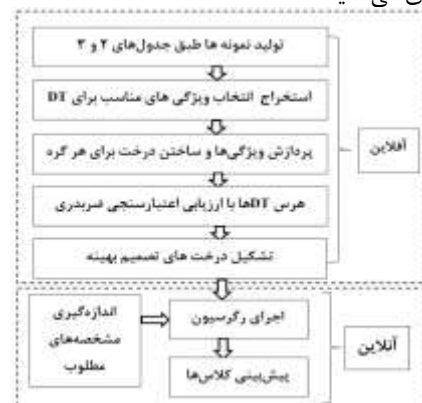 تولید نمونه ها طبق جدول‌های ۲ و ۳
استخراج انتخاب ویژگی های مناسب برای DT
پردازش ویژگی‌ها و ساختن درخت برای هر گره
هرس DTها با ارزیابی اعتبارسنجی ضربدری
تشکیل درخت های تصمیم بهینه
آفلاین
اندازه‌گیری
مشخصه‌های
مطلوب
اجرای رگرسیون
پیش‌بینی کلاس‌ها
آنلاین